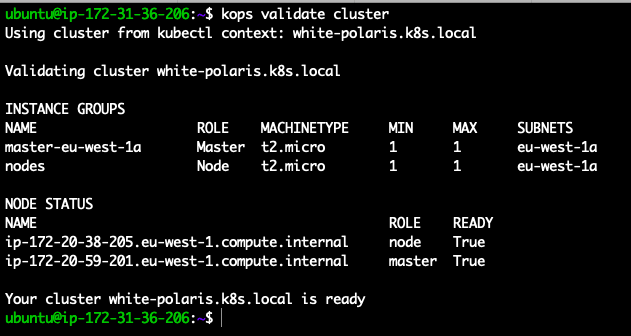 ubuntu@ip-172-31-36-206:~$ kops validate cluster
Using cluster from kubectl context: white-polaris.k8s.local
Validating cluster white-polaris.k8s.local
INSTANCE GROUPS
NAME ROLE MACHINETYPE MIN MAX SUBNETS
master-eu-west-1a Master t2.micro 1 1 eu-west-1a
nodes Node t2.micro 1 1 eu-west-1a
NODE STATUS
NAME ROLE READY
ip-172-20-38-205.eu-west-1.compute.internal node True
ip-172-20-59-201.eu-west-1.compute.internal master True
Your cluster white-polaris.k8s.local is ready
ubuntu@ip-172-31-36-206:~$